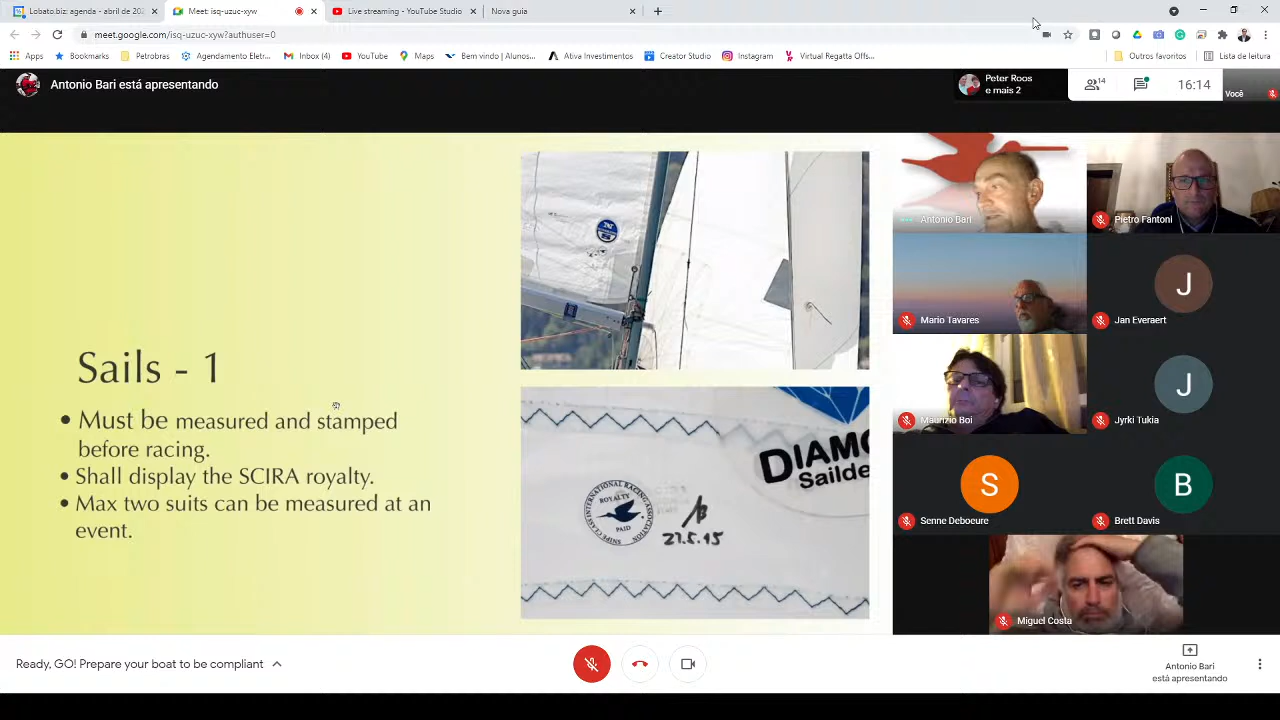 Lobato.biz: agenda - abril de 202
Meet: isq-uzuc-xyw
Live streaming - YouTube Studio
Nova guia
meet.google.com/isq-uzuc-xyw?authuser=0
Apps
Bookmarks
Petrobras
Agendamento Eletr...
Inbox (4)
YouTube
Maps
Bem vindo | Alunos...
Ativa Investimentos
Creator Studio
Instagram
Virtual Regatta Offs...
Outros favoritos
Lista de leitura
Antonio Bari está apresentando
Peter Roos
e mais 2
14
16:14
Você
Sails - 1
• Must be measured and stamped
before racing.
• Shall display the SCIRA royalty.
• Max two suits can be measured at an
event.
DIAMO
Sailde
SNIPE CLASS INTERNATIONAL RACING ASSOCIATION
ROYALTY
PAID
Antonio Bari
Pietro Fantoni
Mario Tavares
J
Jan Everaert
Maurizio Boi
J
Jyrki Tukia
S
Senne Deboeure
B
Brett Davis
Miguel Costa
Ready, GO! Prepare your boat to be compliant
Antonio Bari
está apresentando